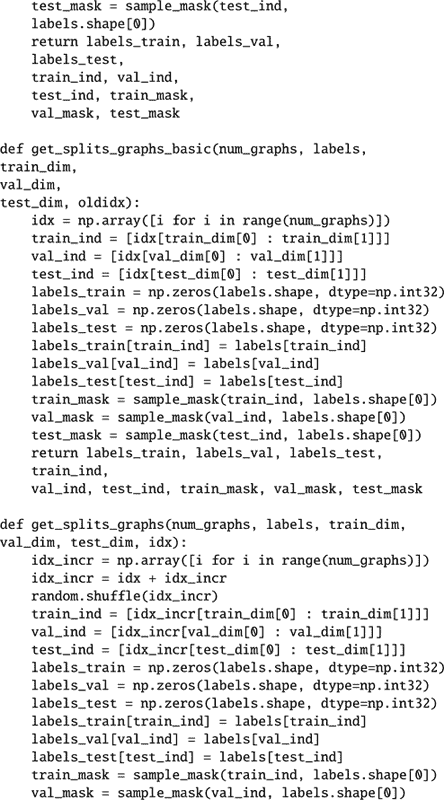 test_mask = sample_mask(test_ind,
    labels.shape[0])
    return labels_train, labels_val,
    labels_test,
    train_ind, val_ind,
    test_ind, train_mask,
    val_mask, test_mask

def get_splits_graphs_basic(num_graphs, labels,
train_dim,
val_dim,
test_dim, oldidx):
    idx = np.array([i for i in range(num_graphs)])
    train_ind = [idx[train_dim[0] : train_dim[1]]]
    val_ind = [idx[val_dim[0] : val_dim[1]]]
    test_ind = [idx[test_dim[0] : test_dim[1]]]
    labels_train = np.zeros(labels.shape, dtype=np.int32)
    labels_val = np.zeros(labels.shape, dtype=np.int32)
    labels_test = np.zeros(labels.shape, dtype=np.int32)
    labels_train[train_ind] = labels[train_ind]
    labels_val[val_ind] = labels[val_ind]
    labels_test[test_ind] = labels[test_ind]
    train_mask = sample_mask(train_ind, labels.shape[0])
    val_mask = sample_mask(val_ind, labels.shape[0])
    test_mask = sample_mask(test_ind, labels.shape[0])
    return labels_train, labels_val, labels_test,
    train_ind,
    val_ind, test_ind, train_mask, val_mask, test_mask

def get_splits_graphs(num_graphs, labels, train_dim,
val_dim, test_dim, idx):
    idx_incr = np.array([i for i in range(num_graphs)])
    idx_incr = idx + idx_incr
    random.shuffle(idx_incr)
    train_ind = [idx_incr[train_dim[0] : train_dim[1]]]
    val_ind = [idx_incr[val_dim[0] : val_dim[1]]]
    test_ind = [idx_incr[test_dim[0] : test_dim[1]]]
    labels_train = np.zeros(labels.shape, dtype=np.int32)
    labels_val = np.zeros(labels.shape, dtype=np.int32)
    labels_test = np.zeros(labels.shape, dtype=np.int32)
    labels_train[train_ind] = labels[train_ind]
    labels_val[val_ind] = labels[val_ind]
    labels_test[test_ind] = labels[test_ind]
    train_mask = sample_mask(train_ind, labels.shape[0])
    val_mask = sample_mask(val_ind, labels.shape[0])